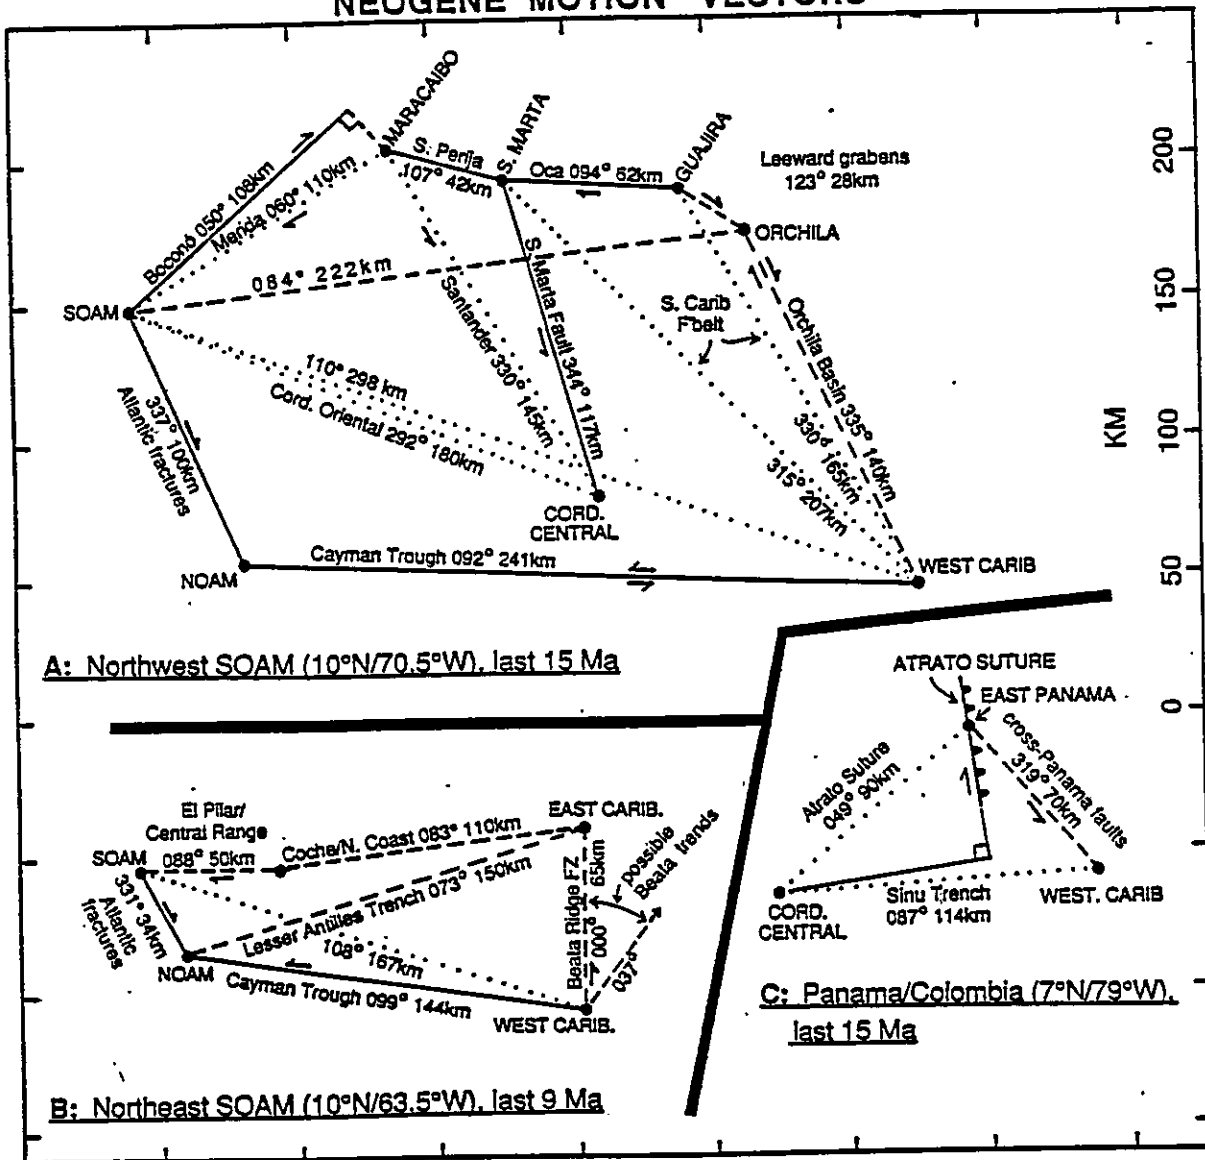 NEOGENE MOTION VECTORS
MARACAIBO
S. MARTA
GUAJIRA
S. Perija
107° 42km
Oca 094° 62km
Leeward grabens
123° 28km
ORCHILA
Boconó 050° 108km
Merida 060° 110km
084° 222km
SOAM
Santander 330° 145km
S. Marta Fault 344° 117km
S. Carib
F'belt
Orchila Basin 335° 140km
330° 165km
315° 207km
110° 298 km
Cord. Oriental 292° 180km
337° 100km
Atlantic fractures
CORD.
CENTRAL
NOAM
Cayman Trough 092° 241km
WEST CARIB
A: Northwest SOAM (10°N/70.5°W), last 15 Ma
200
150
100
50
0
KM
El Pilar/
Central Range
088° 50km
SOAM
Coche/N. Coast 083° 110km
EAST CARIB.
331° 34km
Atlantic
fractures
Lesser Antilles Trench 073° 150km
108° 167km
NOAM
Cayman Trough 099° 144km
WEST CARIB.
Beata Ridge FZ
000° 65km
037°
possible
Beata trends
B: Northeast SOAM (10°N/63.5°W), last 9 Ma
ATRATO SUTURE
EAST PANAMA
cross-Panama faults
319° 70km
Atrato Suture
049° 90km
CORD.
CENTRAL
Sinu Trench
087° 114km
WEST. CARIB
C: Panama/Colombia (7°N/79°W),
last 15 Ma